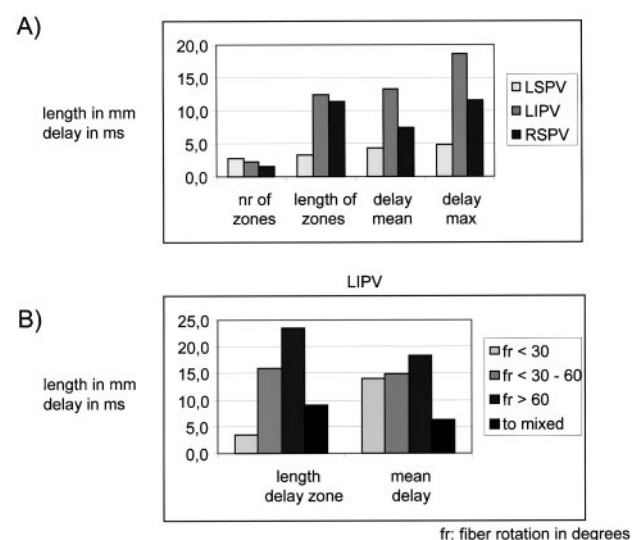 A)
length in mm
delay in ms
20,0
15,0
10,0
5,0
0,0
nr of
zones
length of
zones
delay
mean
delay
max
LSPV
LIPV
RSPV
LIPV
B)
length in mm
delay in ms
25,0
20,0
15,0
10,0
5,0
0,0
length
delay zone
mean
delay
fr < 30
fr < 30 - 60
fr > 60
to mixed
fr: fiber rotation in degrees